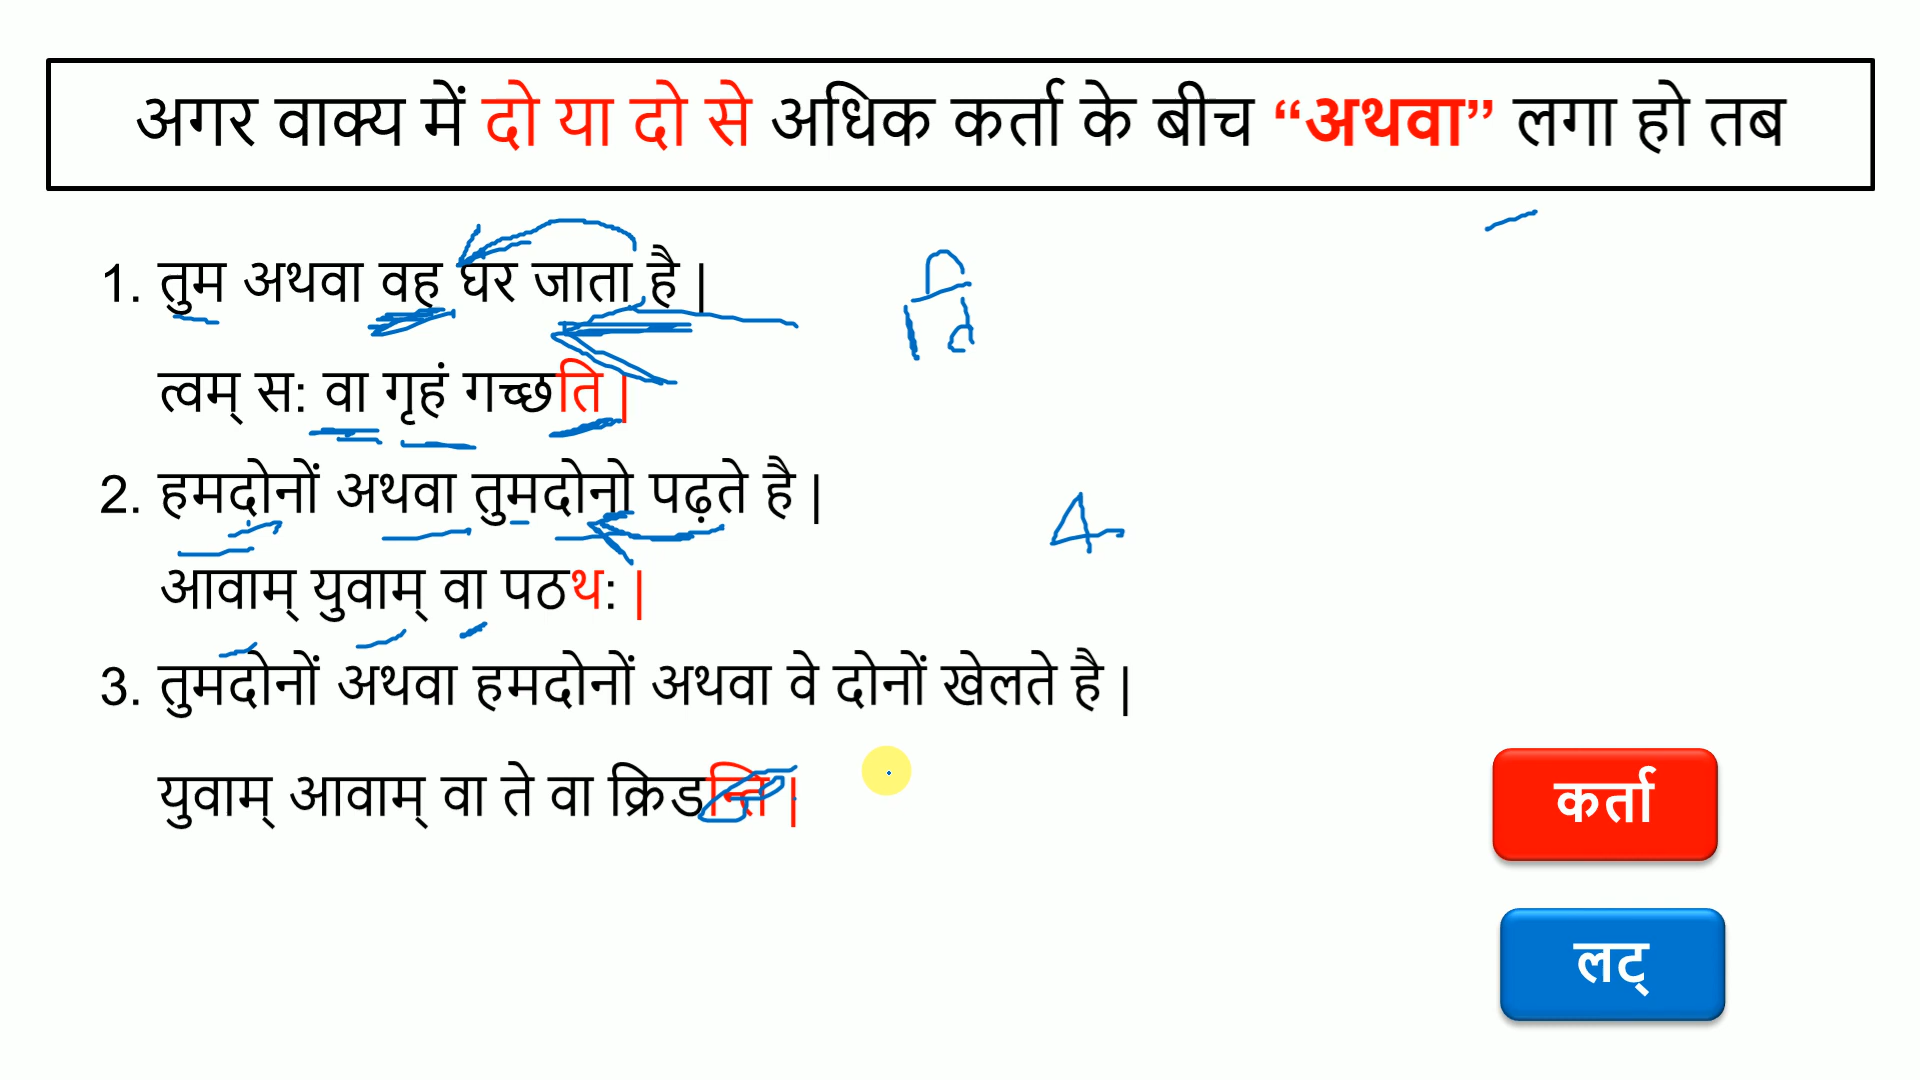 अगर वाक्य में दो या दो से अधिक कर्ता के बीच “अथवा” लगा हो तब
1. तुम अथवा वह घर जाता है |
त्वम् स: वा गृहं गच्छति |
2. हमदोनों अथवा तुमदोनो पढ़ते है |
आवाम् युवाम् वा पठथ: |
3. तुमदोनों अथवा हमदोनों अथवा वे दोनों खेलते है |
युवाम् आवाम् वा ते वा क्रिडन्ति |
कर्ता
लट्